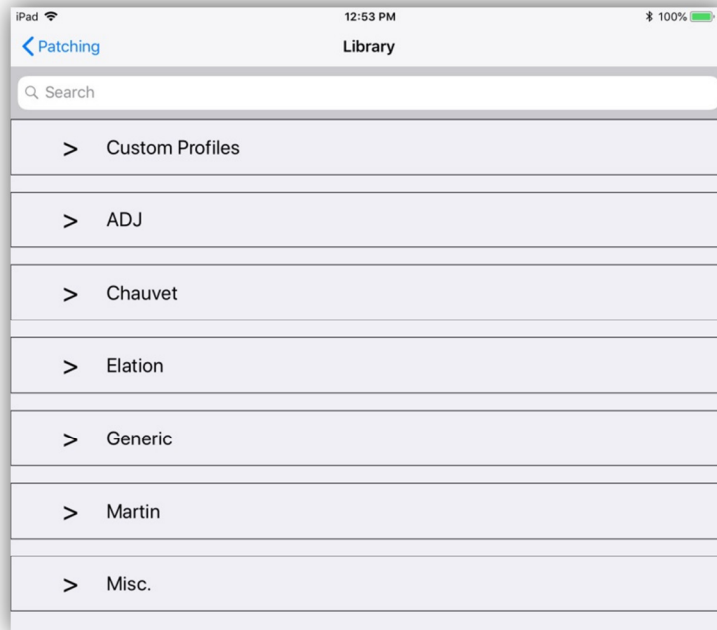 iPad 12:53 PM 100%
Patching Library
Search
> Custom Profiles
> ADJ
> Chauvet
> Elation
> Generic
> Martin
> Misc.